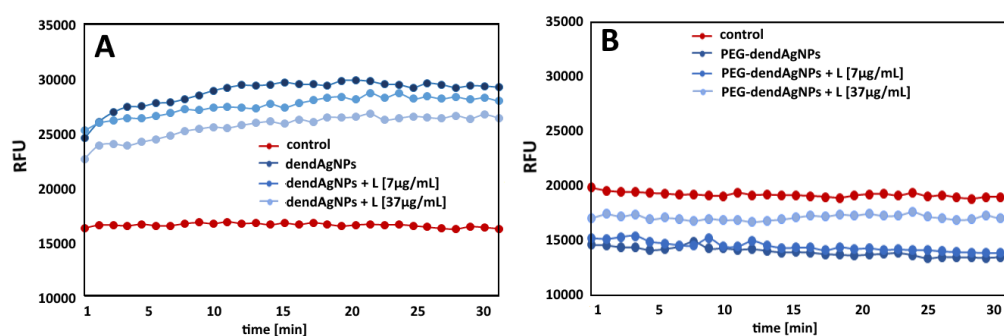 A
35000
30000
25000
20000
15000
10000
RFU
control
dendAgNPs
dendAgNPs + L [7µg/mL]
dendAgNPs + L [37µg/mL]
1 5 10 15 20 25 30
time [min]
B
35000
30000
25000
20000
15000
10000
RFU
control
PEG-dendAgNPs
PEG-dendAgNPs + L [7µg/mL]
PEG-dendAgNPs + L [37µg/mL]
1 5 10 15 20 25 30
time [min]